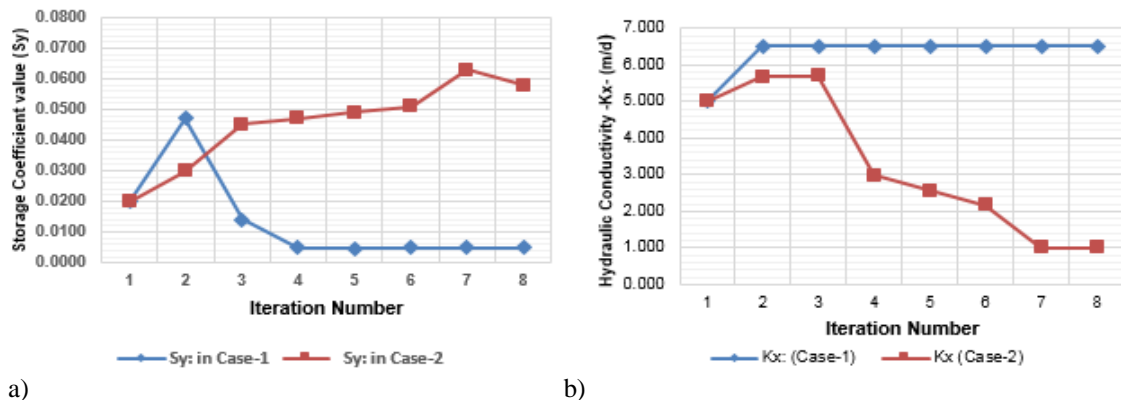 Storage Coefficient value (Sy)
0.0800
0.0700
0.0600
0.0500
0.0400
0.0300
0.0200
0.0100
0.0000
1 2 3 4 5 6 7 8
Iteration Number
Sy: in Case-1 Sy: in Case-2
a)
Hydraulic Conductivity -Kx- (m/d)
7.000
6.000
5.000
4.000
3.000
2.000
1.000
0.000
1 2 3 4 5 6 7 8
Iteration Number
Kx: (Case-1) Kx (Case-2)
b)